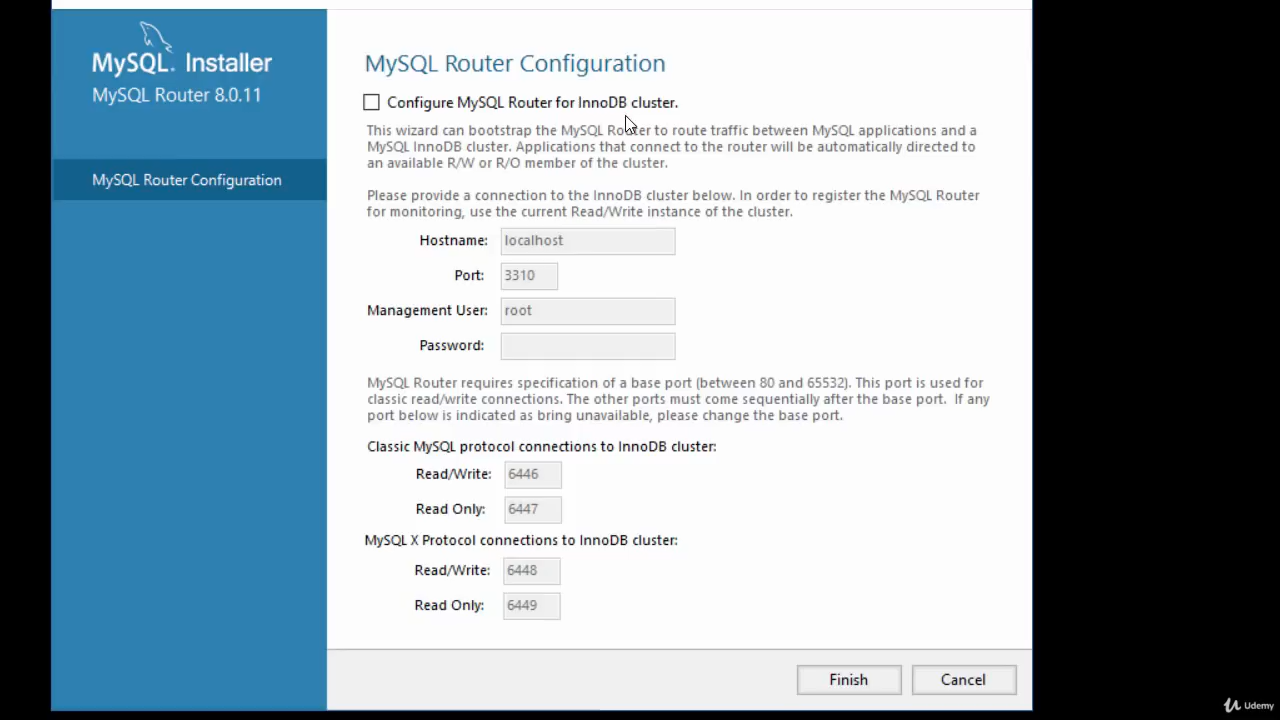 MySQL. Installer
MySQL Router 8.0.11
MySQL Router Configuration
MySQL Router Configuration
Configure MySQL Router for InnoDB cluster.
This wizard can bootstrap the MySQL Router to route traffic between MySQL applications and a
MySQL InnoDB cluster. Applications that connect to the router will be automatically directed to
an available R/W or R/O member of the cluster.
Please provide a connection to the InnoDB cluster below. In order to register the MySQL Router
for monitoring, use the current Read/Write instance of the cluster.
Hostname: localhost
Port: 3310
Management User: root
Password:
MySQL Router requires specification of a base port (between 80 and 65532). This port is used for
classic read/write connections. The other ports must come sequentially after the base port. If any
port below is indicated as bring unavailable, please change the base port.
Classic MySQL protocol connections to InnoDB cluster:
Read/Write: 6446
Read Only: 6447
MySQL X Protocol connections to InnoDB cluster:
Read/Write: 6448
Read Only: 6449
Finish Cancel
Udemy